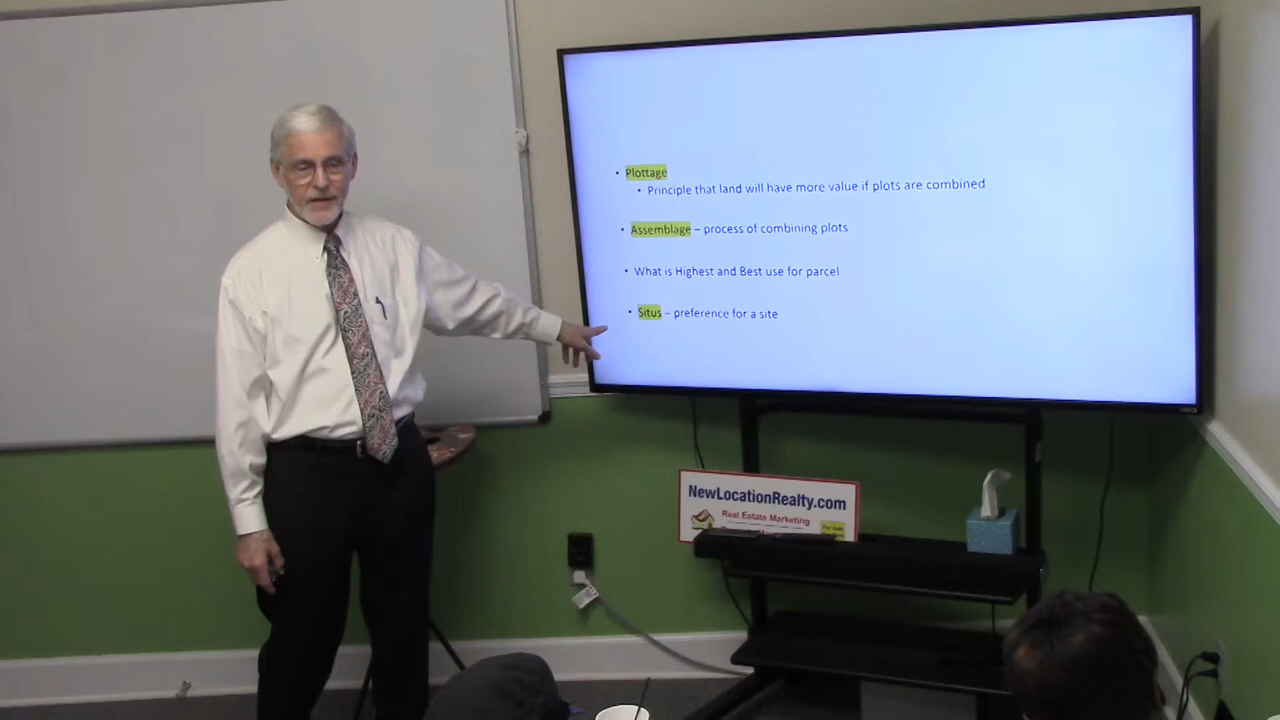 • Plottage
• Principle that land will have more value if plots are combined
• Assemblage – process of combining plots
• What is Highest and Best use for parcel
• Situs – preference for a site
NewLocationRealty.com
Real Estate Marketing